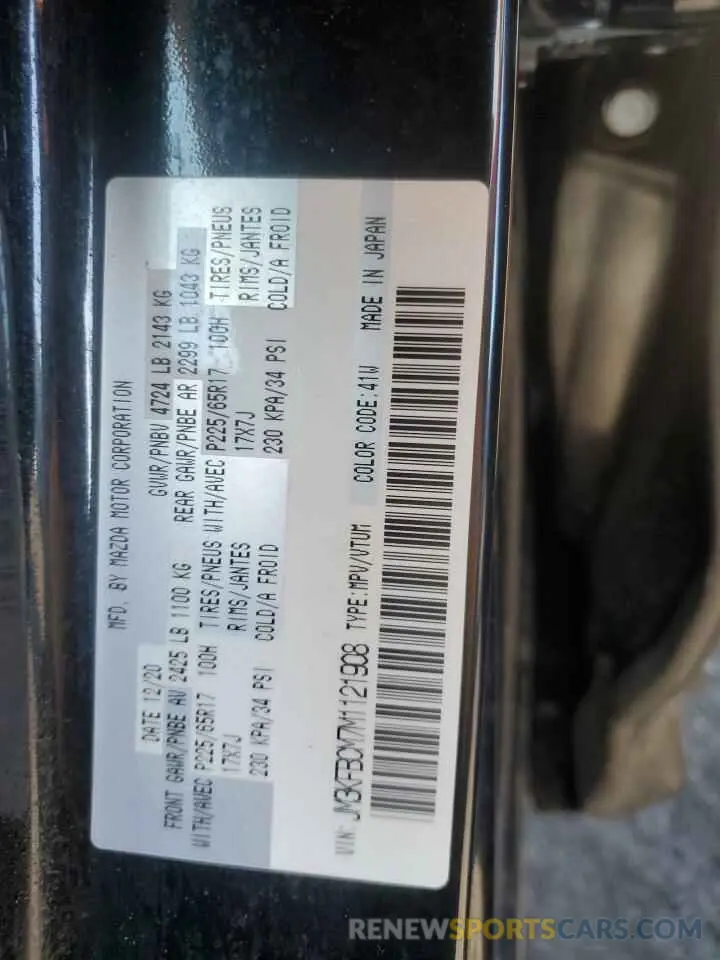 MFD. BY MAZDA MOTOR CORPORATION
DATE 12/20 GVWR/PNBV 4724 LB 2143 KG
FRONT GAWR/PNBE AV 2425 LB 1100 KG REAR GAWR/PNBE AR 2299 LB 1043 KG
WITH/AVEC P225/65R17 100H TIRES/PNEUS WITH/AVEC P225/65R17 100H TIRES/PNEUS
17X7J RIMS/JANTES 17X7J RIMS/JANTES
230 KPA/34 PSI COLD/A FROID 230 KPA/34 PSI COLD/A FROID
VIN: JM3KFBCM7M1121908 TYPE:MPV/VTUM COLOR CODE:41W MADE IN JAPAN
RENEWSPORTSCARS.COM